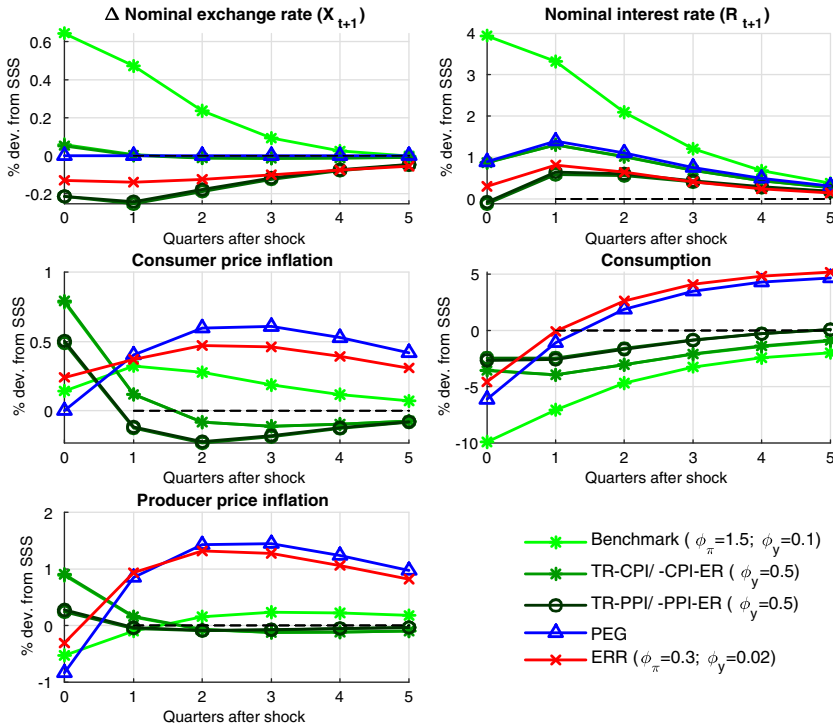 Δ Nominal exchange rate (X t+1)
% dev. from SSS
0.6
0.4
0.2
0
-0.2
0 1 2 3 4 5
Quarters after shock
Nominal interest rate (R t+1)
% dev. from SSS
4
3
2
1
0
0 1 2 3 4 5
Quarters after shock
Consumer price inflation
% dev. from SSS
1
0.5
0
0 1 2 3 4 5
Quarters after shock
Consumption
% dev. from SSS
5
0
-5
-10
0 1 2 3 4 5
Quarters after shock
Producer price inflation
% dev. from SSS
2
1
0
-1
0 1 2 3 4 5
Quarters after shock
Benchmark ( ϕπ=1.5; ϕy=0.1)
TR-CPI/ -CPI-ER ( ϕy=0.5)
TR-PPI/ -PPI-ER ( ϕy=0.5)
PEG
ERR ( ϕπ=0.3; ϕy=0.02)